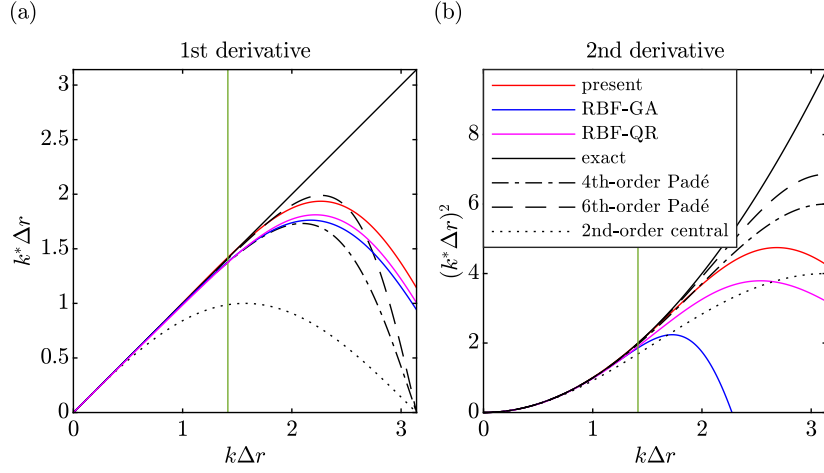 (a)
1st derivative
3
2.5
2
1.5
1
0.5
0
0
1
2
3
k*Δr
kΔr
(b)
2nd derivative
present
RBF-GA
RBF-QR
exact
4th-order Padé
6th-order Padé
2nd-order central
8
6
4
2
0
0
1
2
3
(k*Δr)²
kΔr